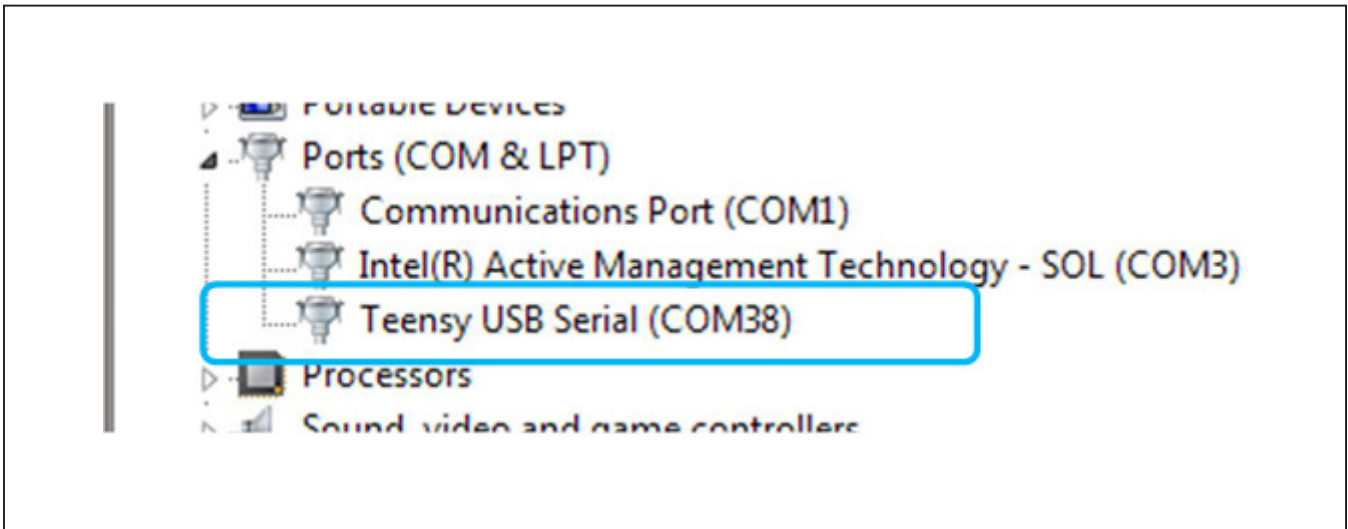 Portable Devices
Ports (COM & LPT)
Communications Port (COM1)
Intel(R) Active Management Technology - SOL (COM3)
Teensy USB Serial (COM38)
Processors
Sound, video and game controllers